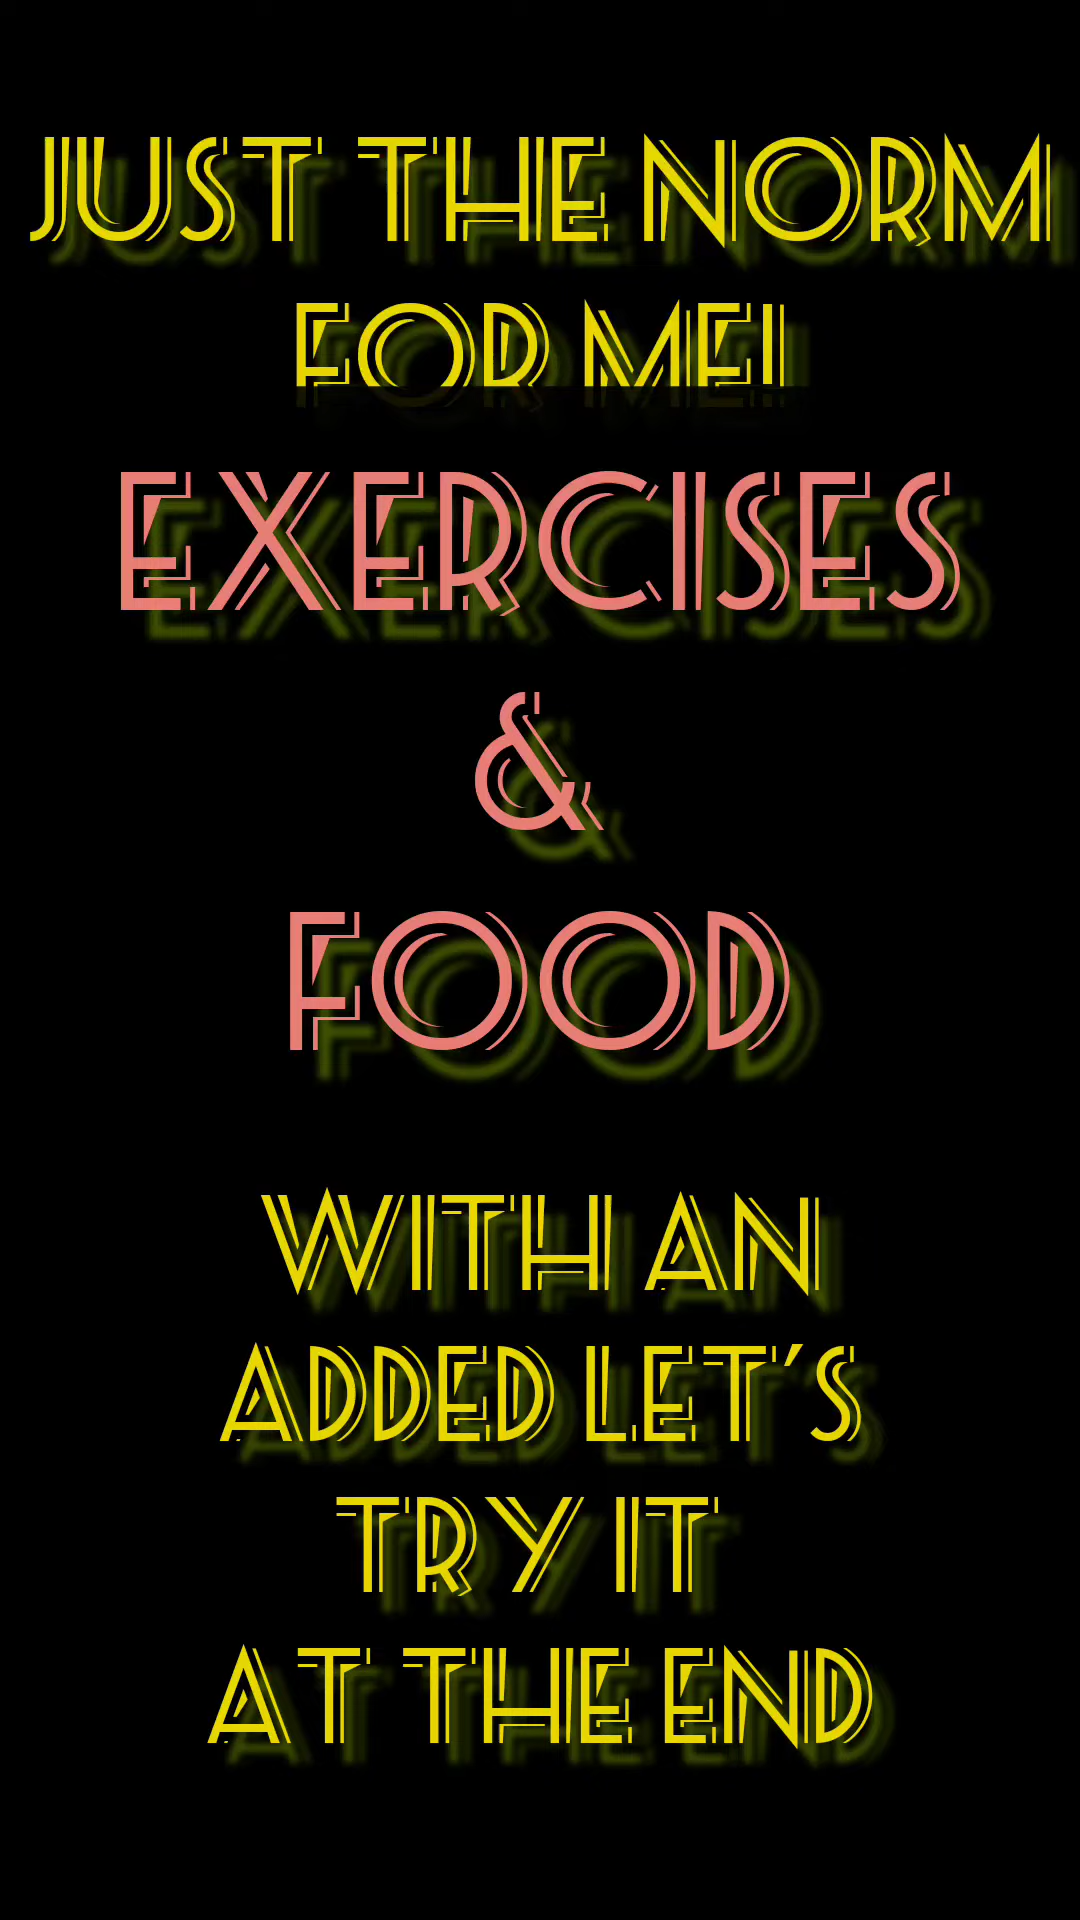 JUST THE NORM
FOR ME!
EXERCISES
&
FOOD
WITH AN
ADDED LET'S
TRY IT
AT THE END